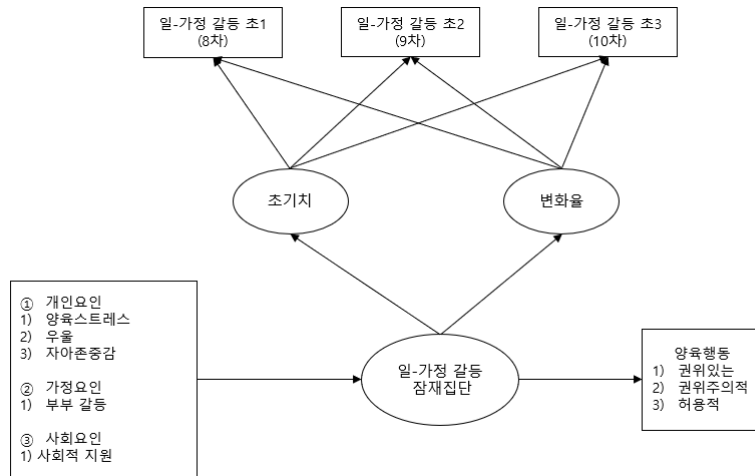 일-가정 갈등 초1
(8차)
일-가정 갈등 초2
(9차)
일-가정 갈등 초3
(10차)
초기치
변화율
① 개인요인
1) 양육스트레스
2) 우울
3) 자아존중감
② 가정요인
1) 부부 갈등
③ 사회요인
1) 사회적 지원
일-가정 갈등
잠재집단
양육행동
1) 권위있는
2) 권위주의적
3) 허용적